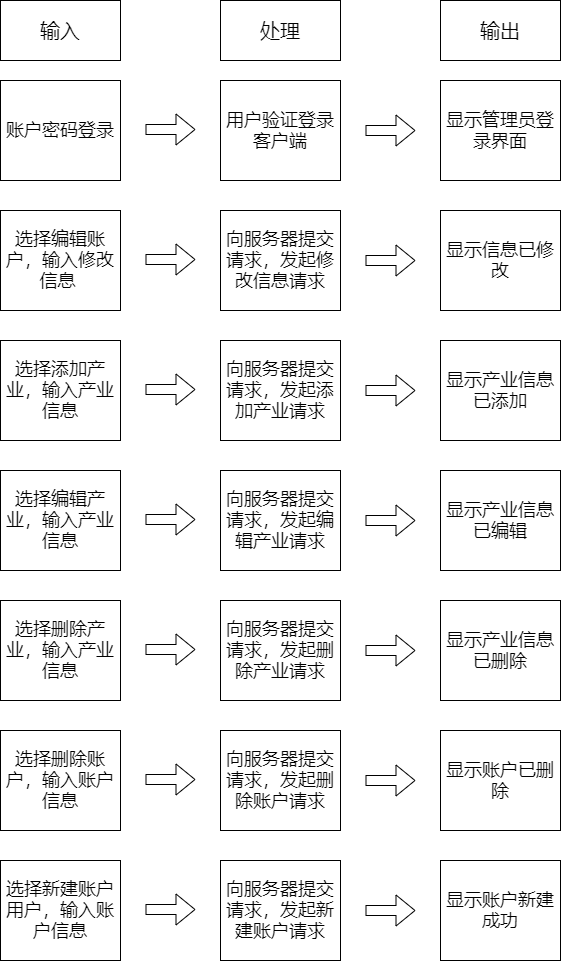 输入
处理
输出
账户密码登录
用户验证登录
客户端
显示管理员登
录界面
选择编辑账
户，输入修改
信息
向服务器提交
请求，发起修
改信息请求
显示信息已修
改
选择添加产
业，输入产业
信息
向服务器提交
请求，发起添
加产业请求
显示产业信息
已添加
选择编辑产
业，输入产业
信息
向服务器提交
请求，发起编
辑产业请求
显示产业信息
已编辑
选择删除产
业，输入产业
信息
向服务器提交
请求，发起删
除产业请求
显示产业信息
已删除
选择删除账
户，输入账户
信息
向服务器提交
请求，发起删
除账户请求
显示账户已删
除
选择新建账户
用户，输入账
户信息
向服务器提交
请求，发起新
建账户请求
显示账户新建
成功